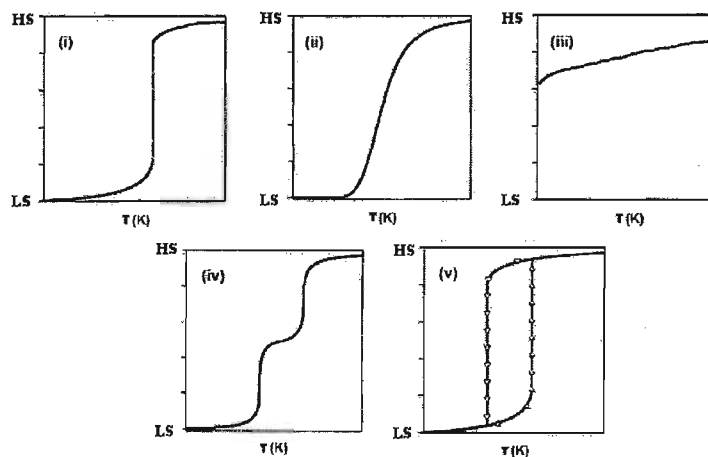 HS
(i)
LS
T (K)
HS
(ii)
LS
T (K)
HS
(iii)
LS
T (K)
HS
(iv)
LS
T (K)
HS
(v)
LS
T (K)